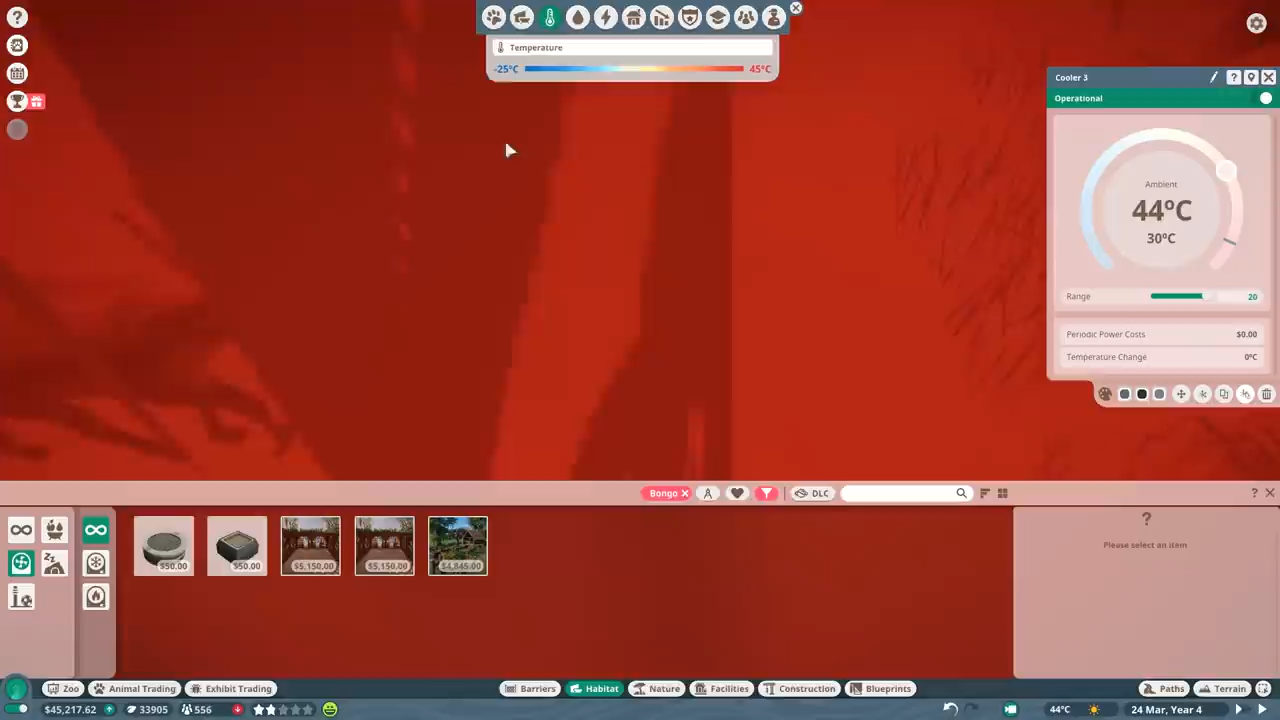 Temperature
-25°C 45°C
Cooler 3
?
Operational
Ambient
44°C
30°C
Range 20
Periodic Power Costs $0.00
Temperature Change 0°C
Bongo ×
DLC
?
$50.00 $50.00 $5,150.00 $5,150.00 $4,845.00
?
Please select an item
Zoo Animal Trading Exhibit Trading Barriers Habitat Nature Facilities Construction Blueprints Paths Terrain
$45,217.62 33905 556 44°C 24 Mar, Year 4